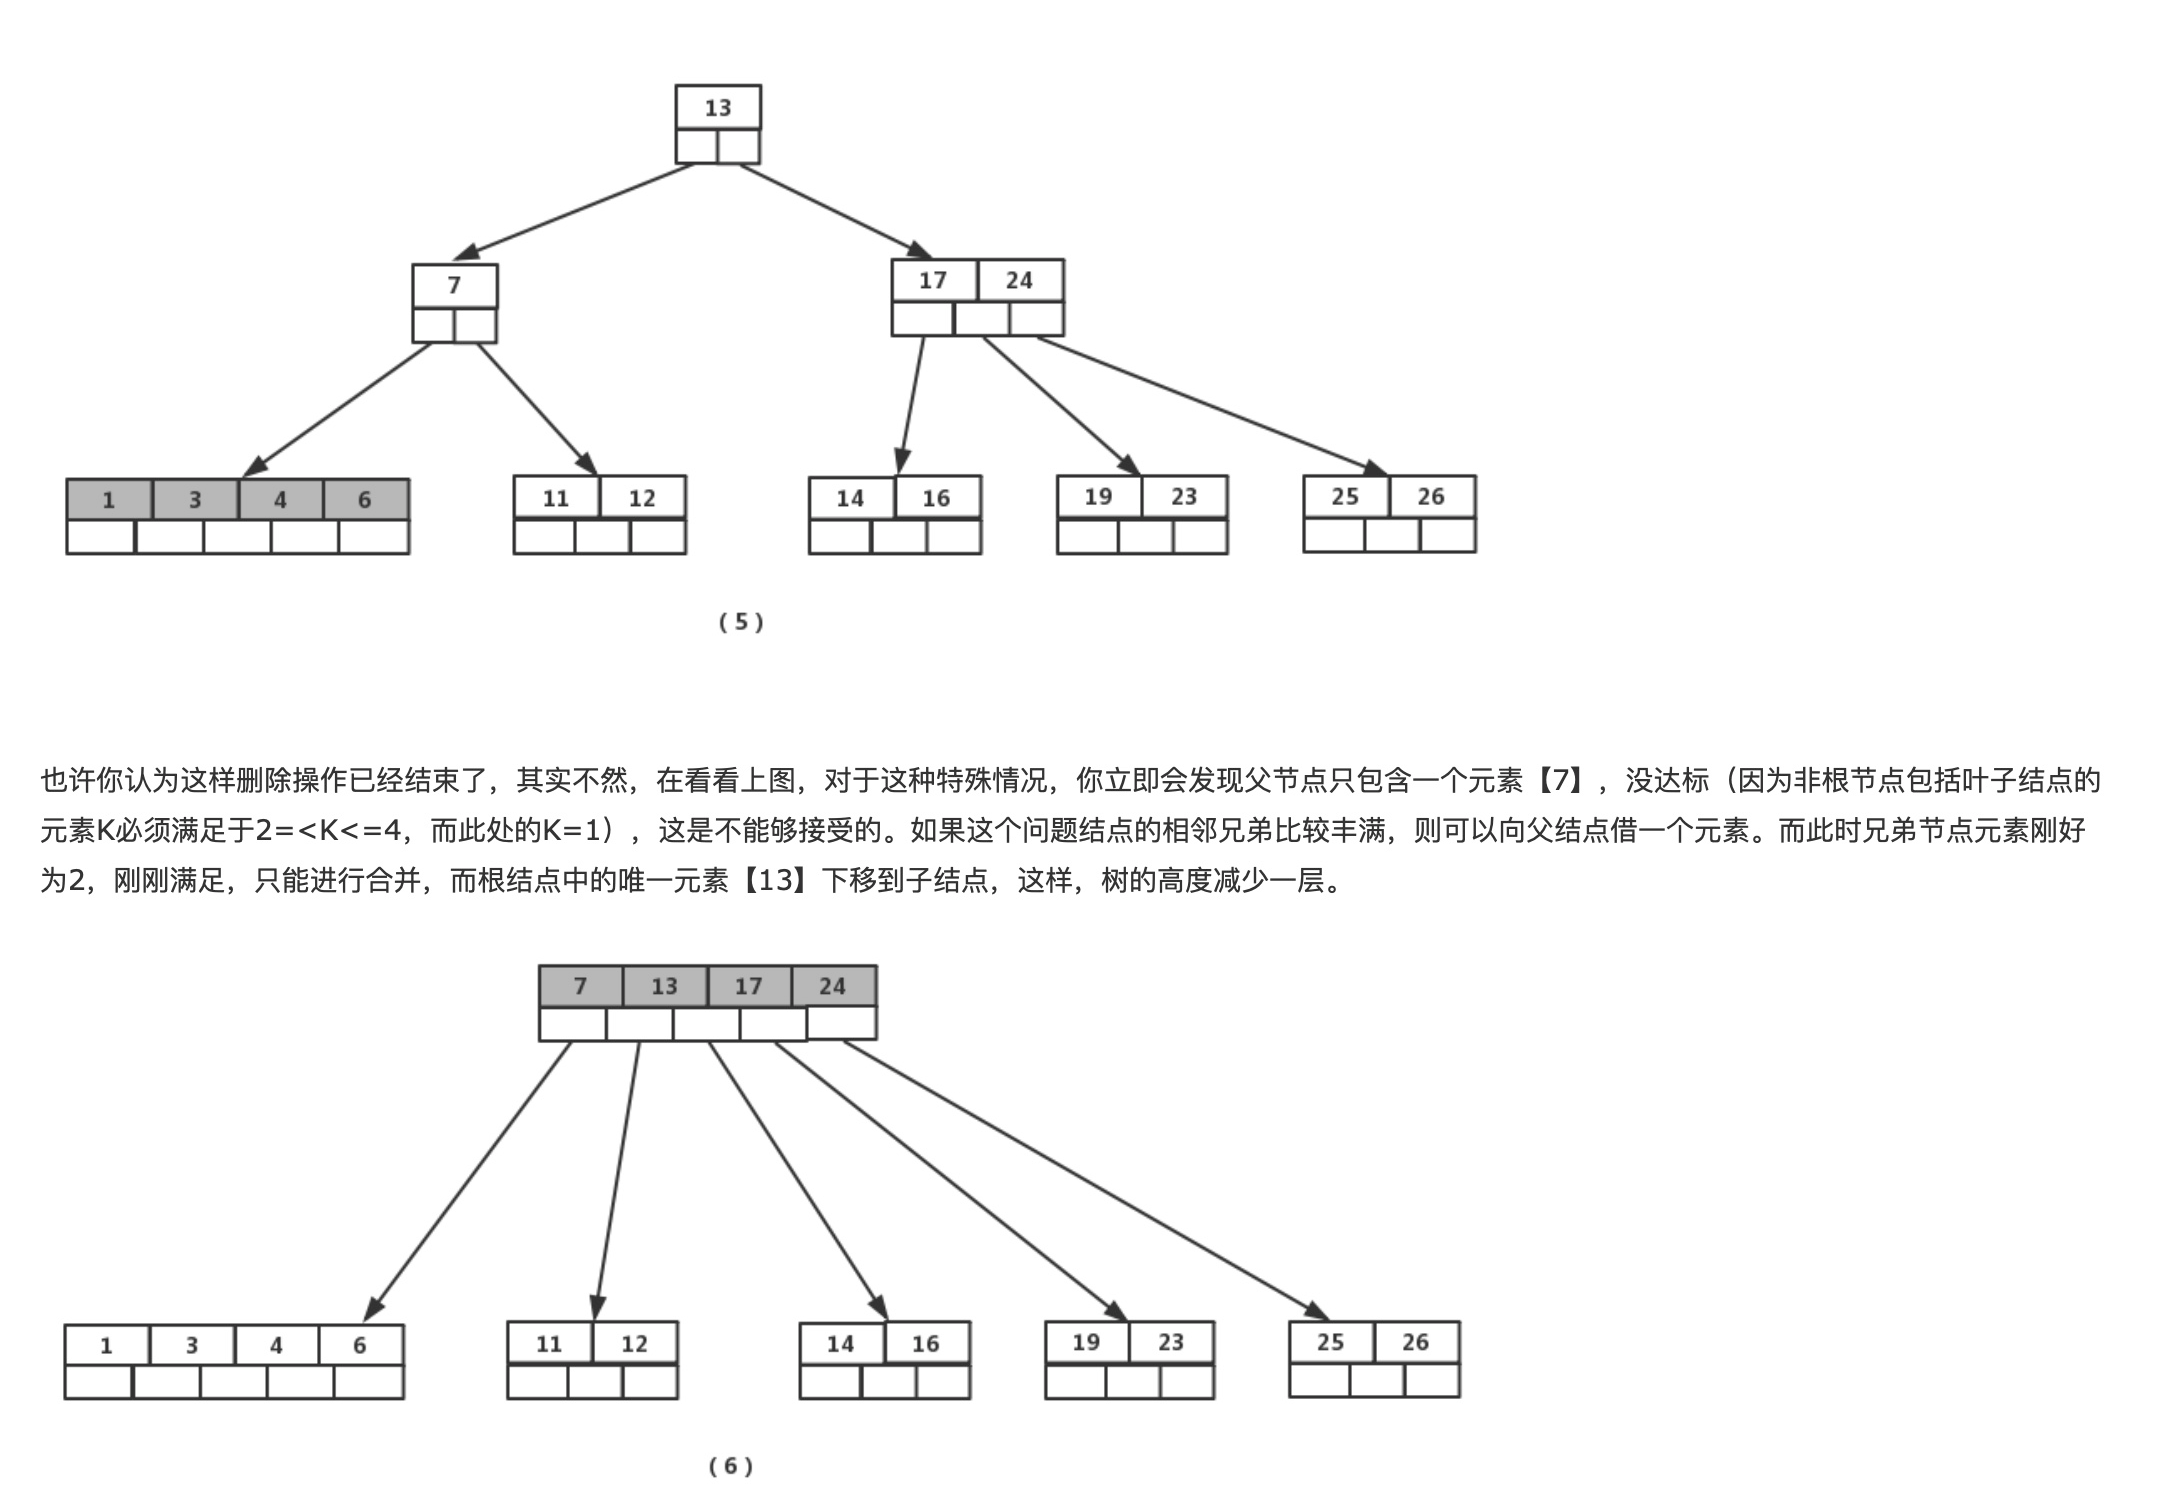 13
7
17 24
1 3 4 6
11 12
14 16
19 23
25 26
(5)
也许你认为这样删除操作已经结束了，其实不然，在看看上图，对于这种特殊情况，你立即会发现父节点只包含一个元素【7】，没达标（因为非根节点包括叶子结点的
元素K必须满足于2=<K<=4，而此处的K=1），这是不能够接受的。如果这个问题结点的相邻兄弟比较丰满，则可以向父结点借一个元素。而此时兄弟节点元素刚好
为2，刚刚满足，只能进行合并，而根结点中的唯一元素【13】下移到子结点，这样，树的高度减少一层。
7 13 17 24
1 3 4 6
11 12
14 16
19 23
25 26
(6)